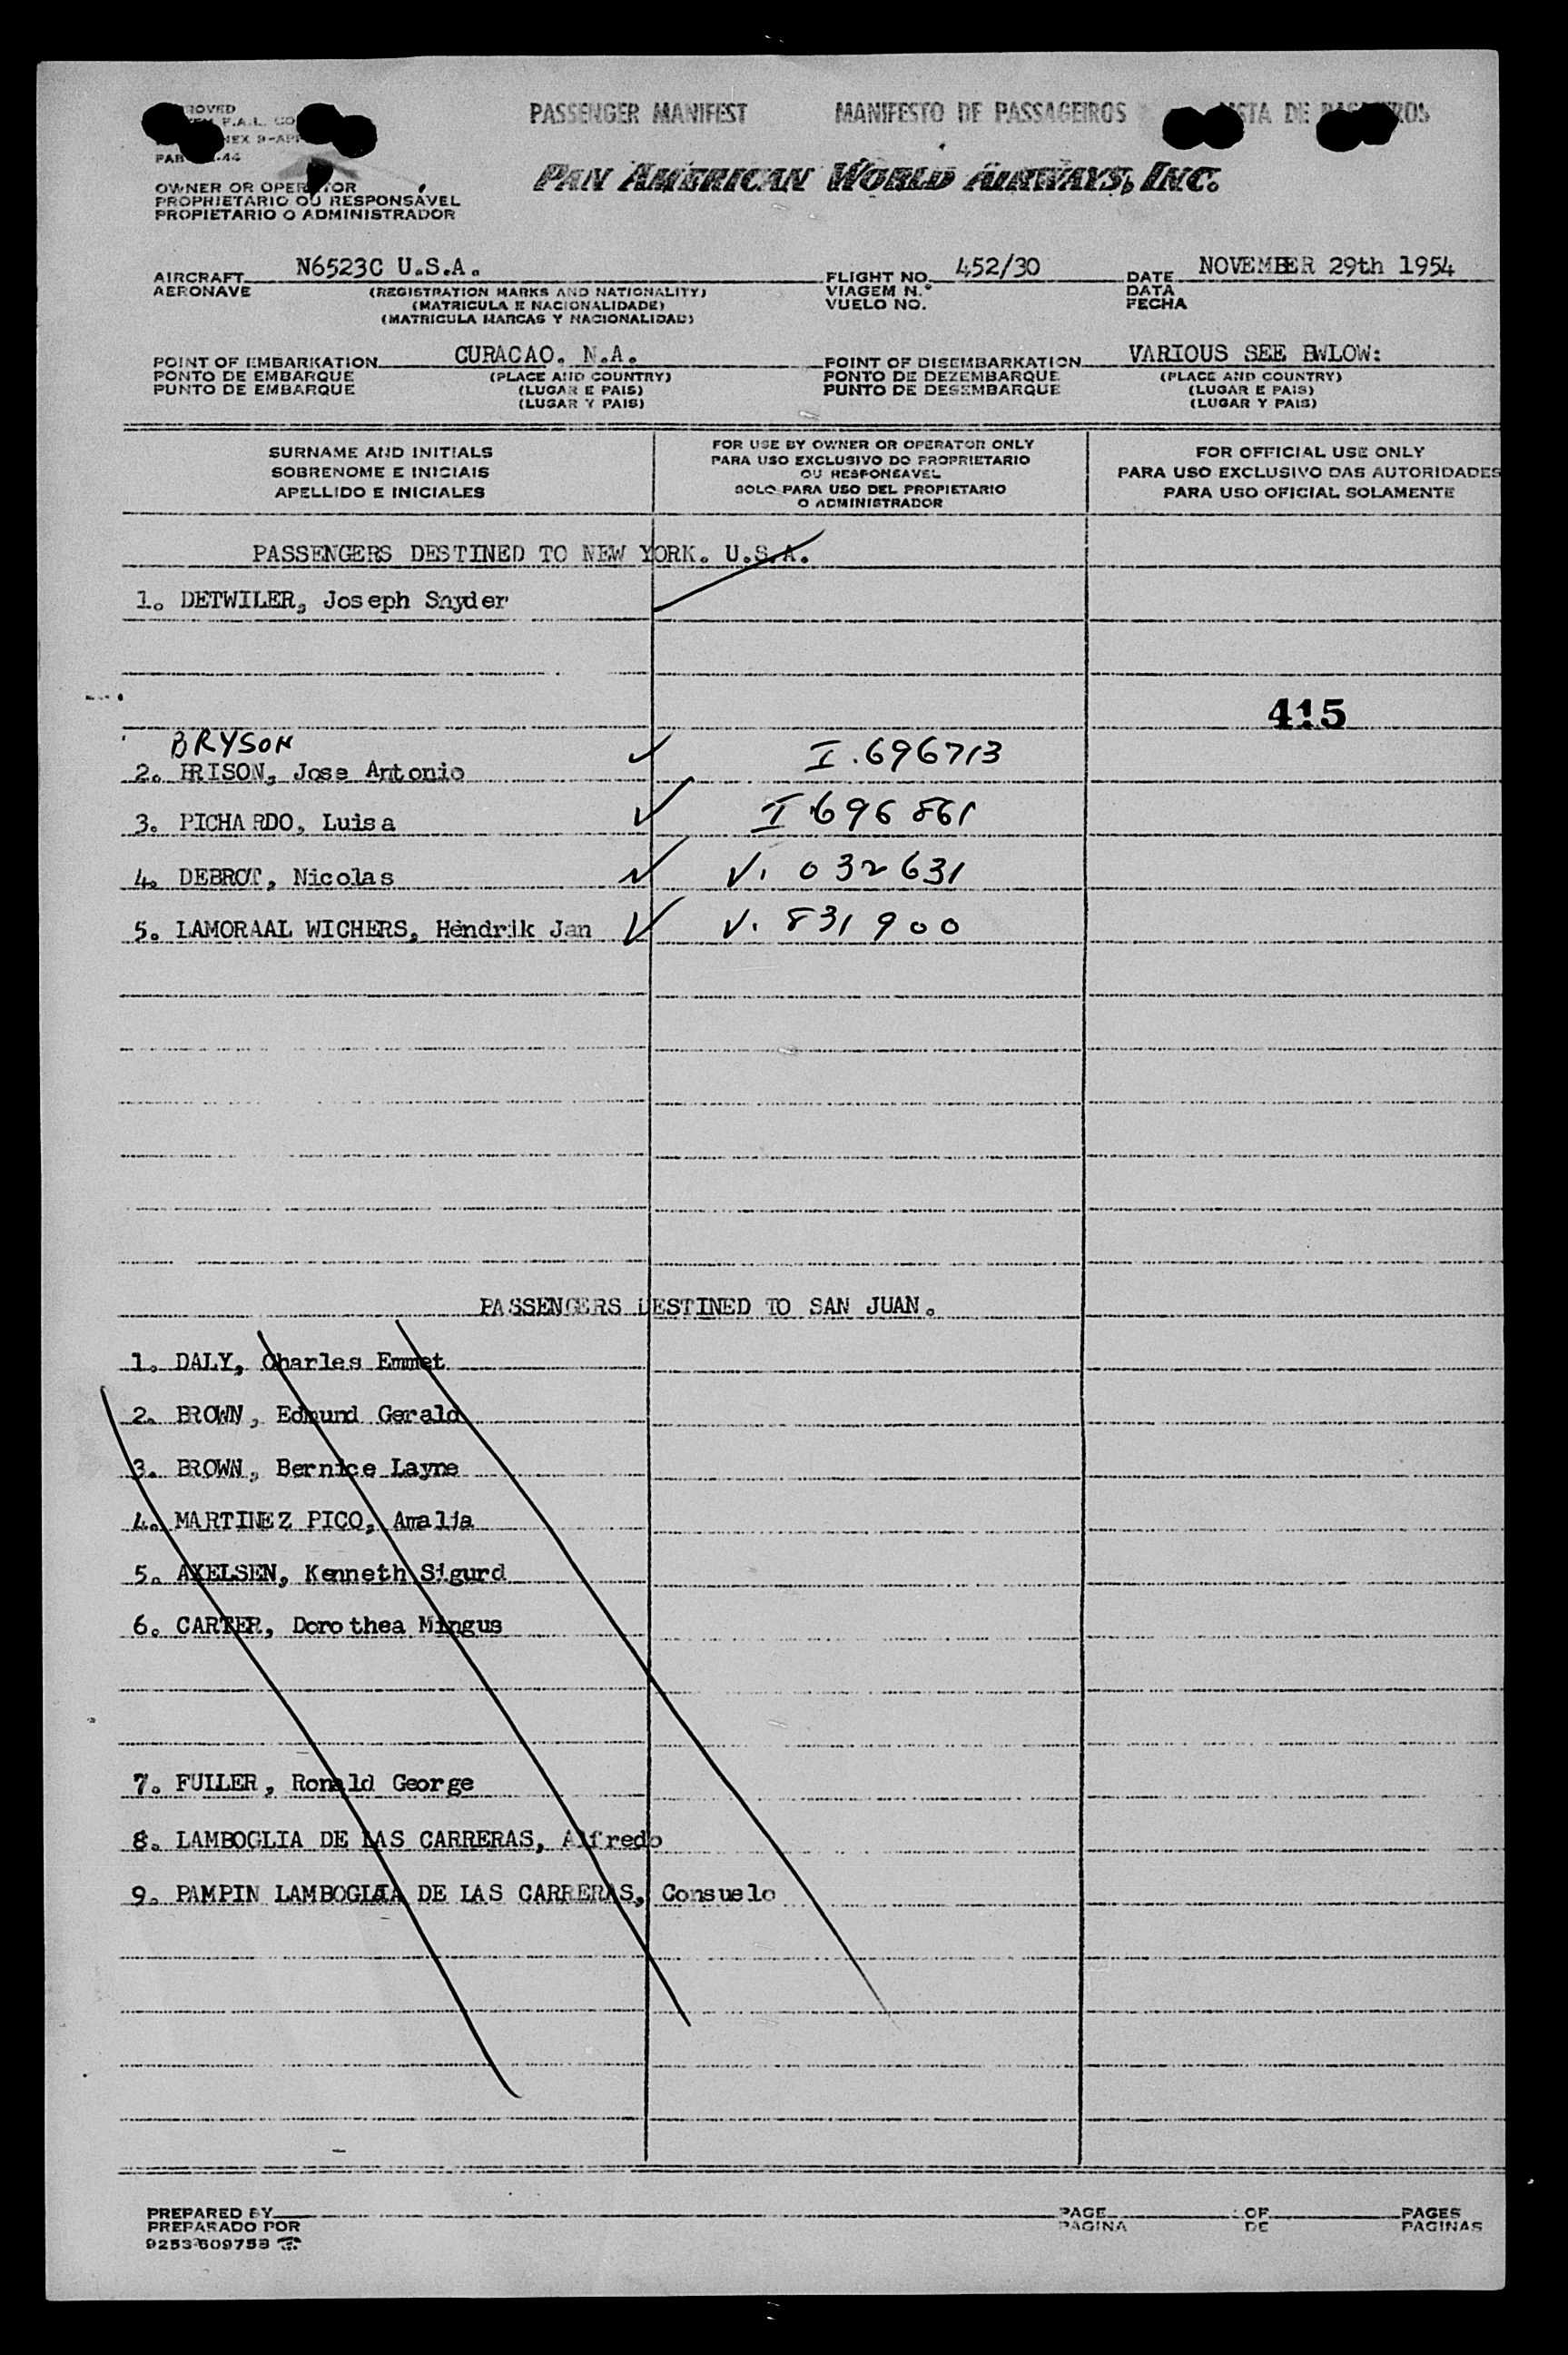 PASSENGER MANIFEST MANIFESTO DE PASSAGEIROS DE
PAN AMERICAN WORLD AIRWAYS, INC.
OWNER OR OPERATOR
PROPRIETARIO OU RESPONSÁVEL
PROPIETARIO O ADMINISTRADOR
AIRCRAFT N6523C U.S.A. FLIGHT NO. 452/30 DATE NOVEMBER 29th 1954
AERONAVE (REGISTRATION MARKS AND NATIONALITY) VIAGEM N.° DATA
(MATRICULA E NACIONALIDADE) VUELO NO. FECHA
(MATRICULA MARCAS Y NACIONALIDAD)
POINT OF EMBARKATION CURACAO. N.A. POINT OF DISEMBARKATION VARIOUS SEE BWLOW:
PONTO DE EMBARQUE (PLACE AND COUNTRY) PONTO DE DEZEMBARQUE (PLACE AND COUNTRY)
PUNTO DE EMBARQUE (LUGAR E PAIS) PUNTO DE DESEMBARQUE (LUGAR E PAIS)
(LUGAR Y PAIS) (LUGAR Y PAIS)
SURNAME AND INITIALS
SOBRENOME E INICIAIS
APELLIDO E INICIALES
FOR USE BY OWNER OR OPERATOR ONLY
PARA USO EXCLUSIVO DO PROPRIETARIO
OU RESPONSAVEL
SOLO PARA USO DEL PROPIETARIO
O ADMINISTRADOR
FOR OFFICIAL USE ONLY
PARA USO EXCLUSIVO DAS AUTORIDADES
PARA USO OFICIAL SOLAMENTE
PASSENGERS DESTINED TO NEW YORK. U.S.A.
1. DETWILER, Joseph Snyder
415
BRYSON
2. BRISON, Jose Antonio ✓ I.696713
3. PICHARDO, Luisa ✓ I 696861
4. DEBROT, Nicolas ✓ V. 032631
5. LAMORAAL WICHERS, Hendrik Jan ✓ V. 831900
PASSENGERS DESTINED TO SAN JUAN.
1. DALY, Charles Emmet
2. BROWN, Edmund Gerald
3. BROWN, Bernice Layne
4. MARTINEZ PICO, Amalia
5. AXELSEN, Kenneth Sigurd
6. CARTER, Dorothea Mingus
7. FULLER, Ronald George
8. LAMBOGLIA DE LAS CARRERAS, Alfredo
9. PAMPIN LAMBOGLIA DE LAS CARRERAS, Consuelo
PREPARED BY PAGE OF PAGES
PREPARADO POR PAGINA DE PAGINAS